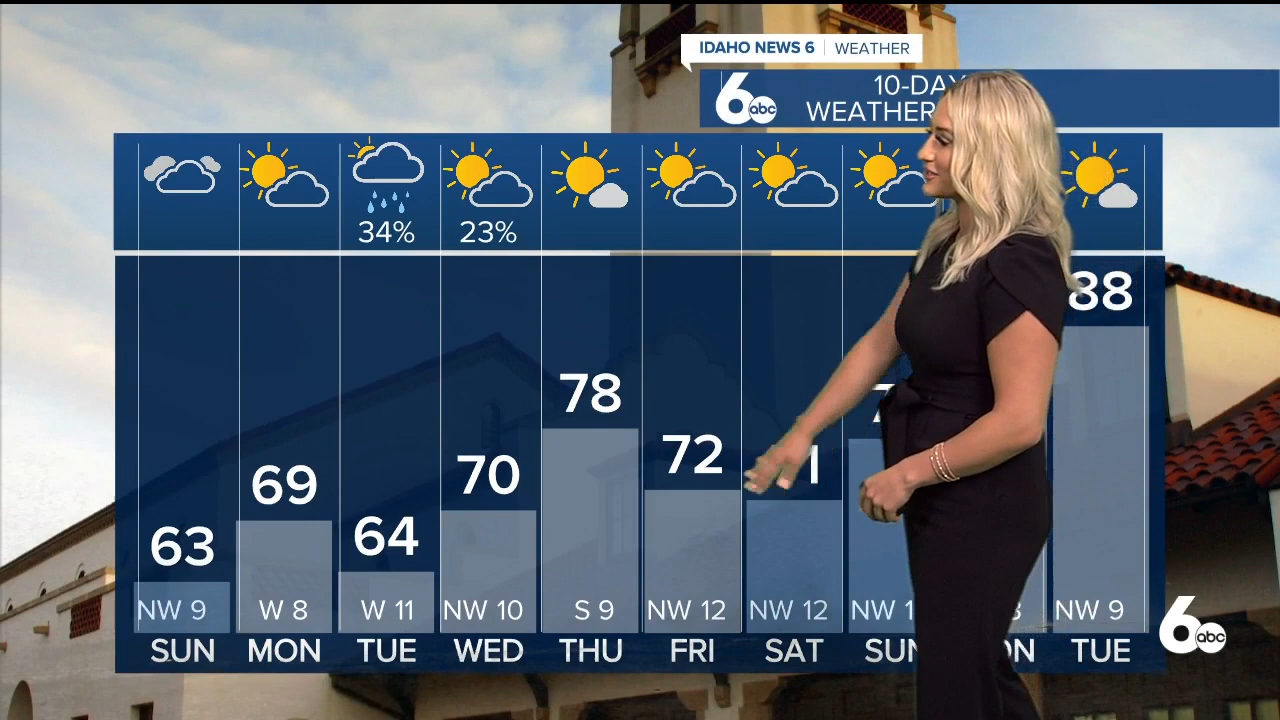 IDAHO NEWS 6 | WEATHER
6 abc
10-DAY
WEATHER
34% 23%
63 69 64 70 78 72 88
NW 9 W 8 W 11 NW 10 S 9 NW 12 NW 12 NW NW 9
SUN MON TUE WED THU FRI SAT SUN TUE
6 abc